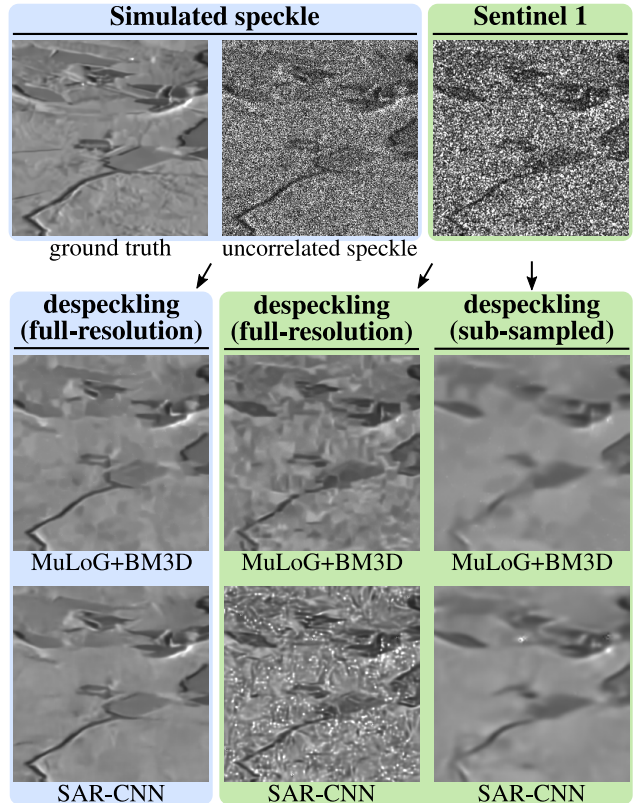 Simulated speckle
Sentinel 1
ground truth
uncorrelated speckle
despeckling
(full-resolution)
despeckling
(full-resolution)
despeckling
(sub-sampled)
MuLoG+BM3D
MuLoG+BM3D
MuLoG+BM3D
SAR-CNN
SAR-CNN
SAR-CNN